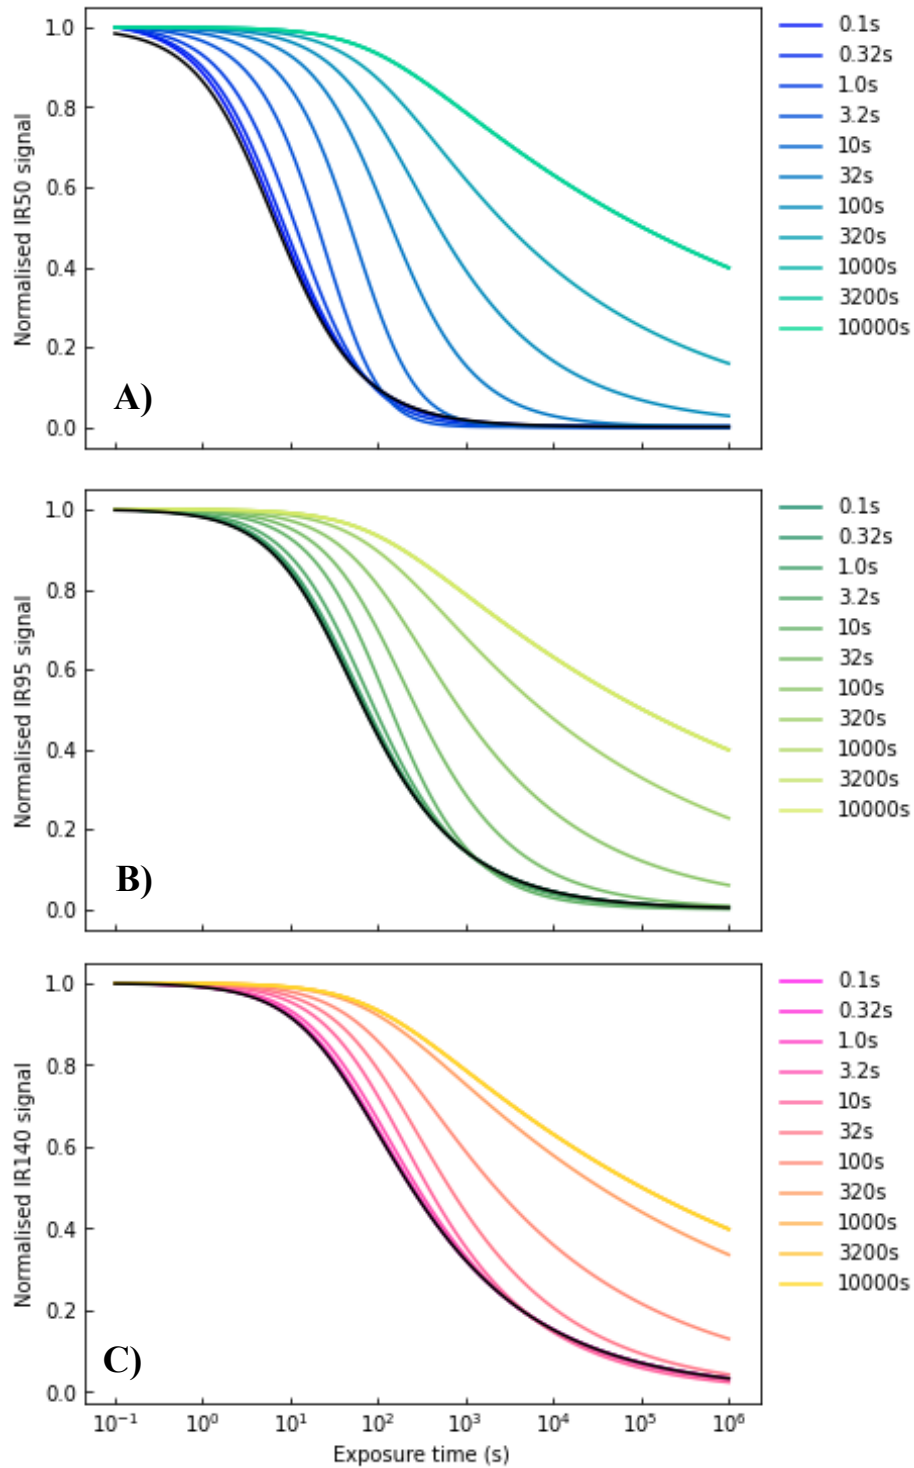 1.0
0.8
0.6
0.4
0.2
0.0
Normalised IR50 signal
A)
0.1s
0.32s
1.0s
3.2s
10s
32s
100s
320s
1000s
3200s
10000s
1.0
0.8
0.6
0.4
0.2
0.0
Normalised IR95 signal
B)
0.1s
0.32s
1.0s
3.2s
10s
32s
100s
320s
1000s
3200s
10000s
1.0
0.8
0.6
0.4
0.2
0.0
Normalised IR140 signal
C)
0.1s
0.32s
1.0s
3.2s
10s
32s
100s
320s
1000s
3200s
10000s
10⁻¹ 10⁰ 10¹ 10² 10³ 10⁴ 10⁵ 10⁶
Exposure time (s)